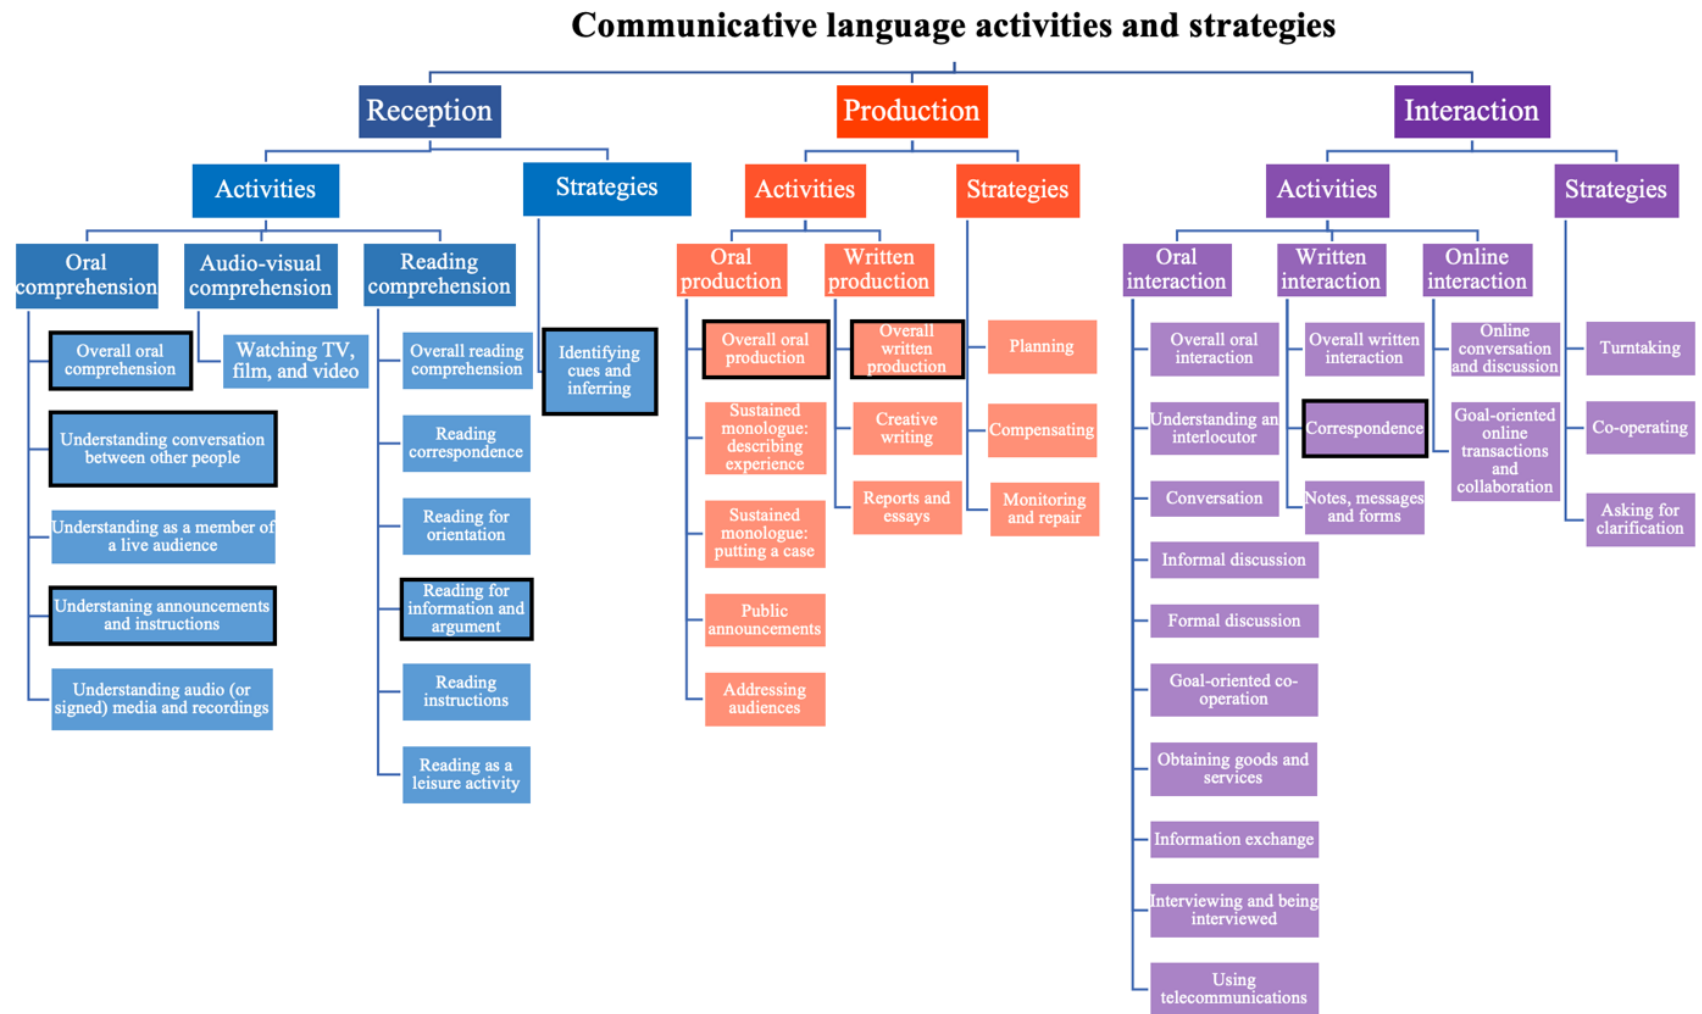 Communicative language activities and strategies
Reception
Production
Interaction
Activities
Strategies
Activities
Strategies
Activities
Strategies
Oral
comprehension
Audio-visual
comprehension
Reading
comprehension
Oral
production
Written
production
Oral
interaction
Written
interaction
Online
interaction
Overall oral
comprehension
Understanding conversation
between other people
Understanding as a member of
a live audience
Understaning announcements
and instructions
Understanding audio (or
signed) media and recordings
Watching TV,
film, and video
Overall reading
comprehension
Reading
correspondence
Reading for
orientation
Reading for
information and
argument
Reading
instructions
Reading as a
leisure activity
Identifying
cues and
inferring
Overall oral
production
Sustained
monologue:
describing
experience
Sustained
monologue:
putting a case
Public
announcements
Addressing
audiences
Overall
written
production
Creative
writing
Reports and
essays
Planning
Compensating
Monitoring
and repair
Overall oral
interaction
Understanding an
interlocutor
Conversation
Informal discussion
Formal discussion
Goal-oriented co-
operation
Obtaining goods and
services
Information exchange
Interviewing and being
interviewed
Using
telecommunications
Overall written
interaction
Correspondence
Notes, messages
and forms
Online
conversation
and discussion
Goal-oriented
online
transactions
and
collaboration
Turntaking
Co-operating
Asking for
clarification